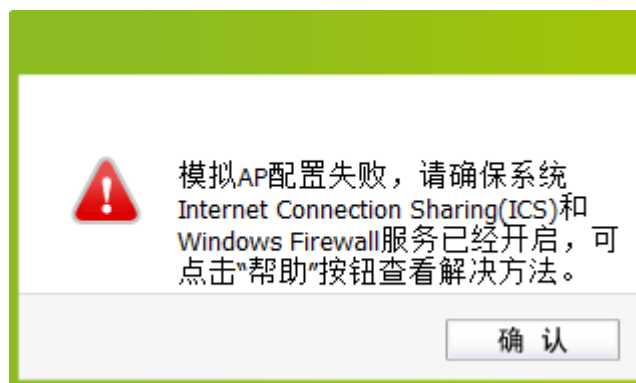 模拟AP配置失败，请确保系统
Internet Connection Sharing(ICS)和
Windows Firewall服务已经开启，可
点击“帮助”按钮查看解决方法。
确 认